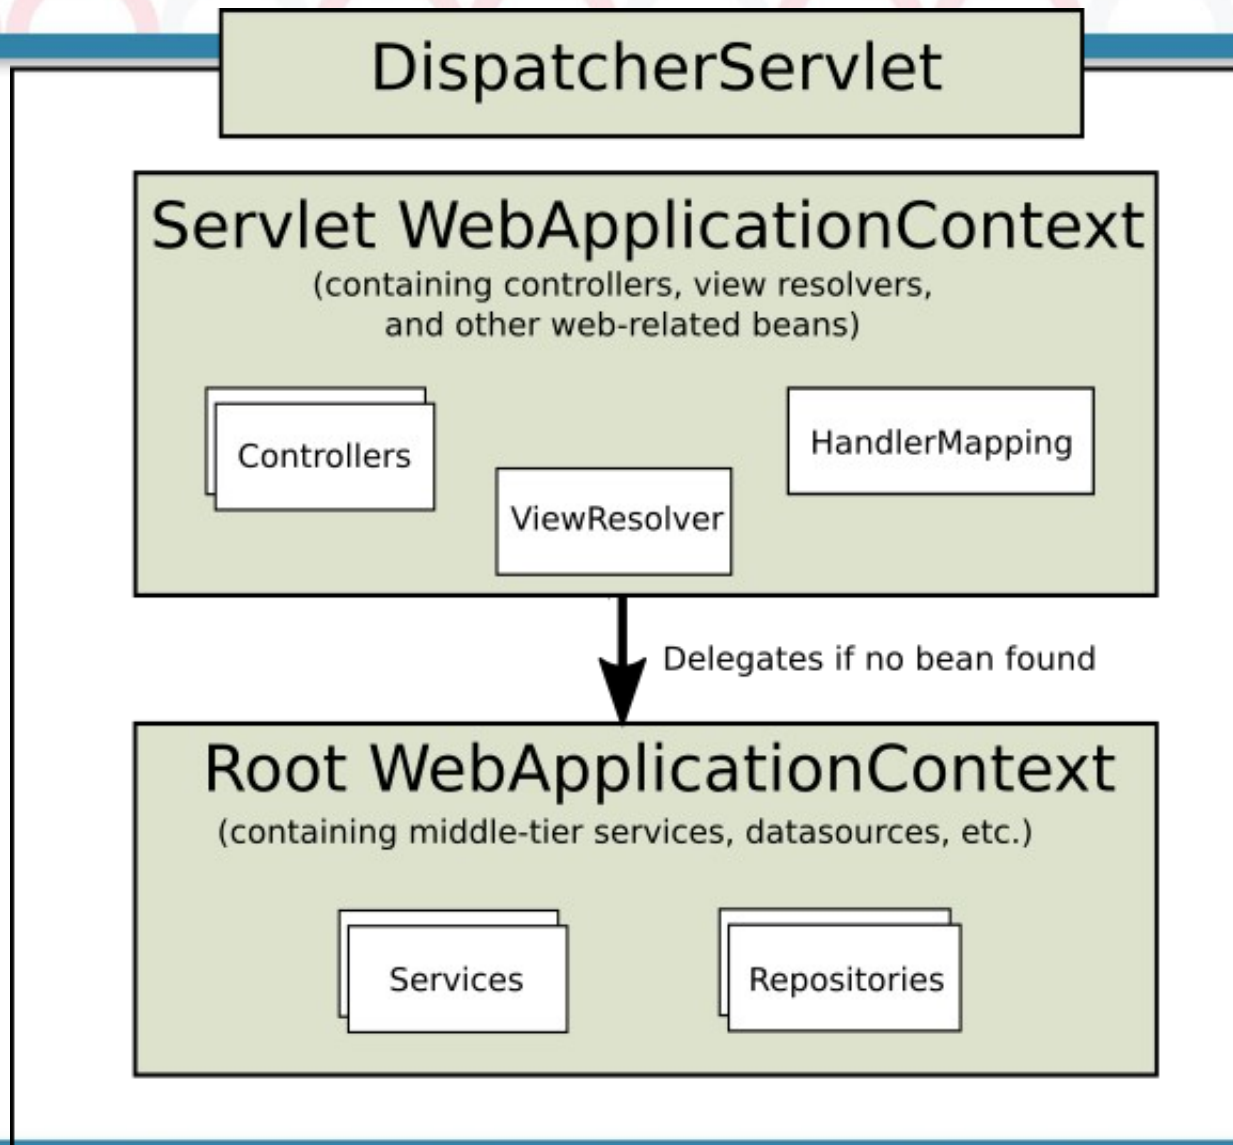 DispatcherServlet
Servlet WebApplicationContext
(containing controllers, view resolvers,
and other web-related beans)
Controllers
HandlerMapping
ViewResolver
Delegates if no bean found
Root WebApplicationContext
(containing middle-tier services, datasources, etc.)
Services
Repositories